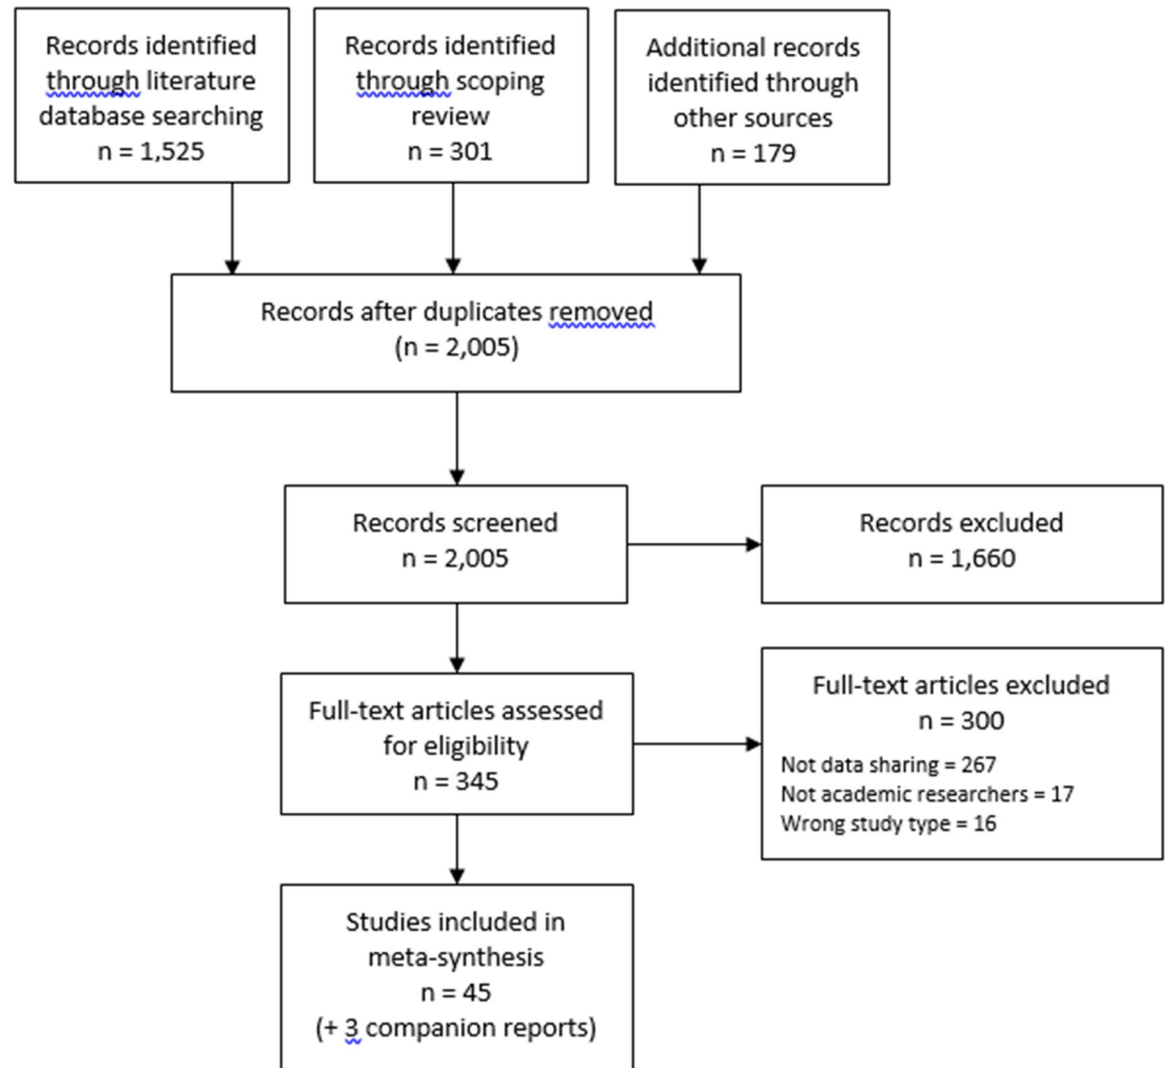 Records identified
through literature
database searching
n = 1,525
Records identified
through scoping
review
n = 301
Additional records
identified through
other sources
n = 179
Records after duplicates removed
(n = 2,005)
Records screened
n = 2,005
Records excluded
n = 1,660
Full-text articles assessed
for eligibility
n = 345
Full-text articles excluded
n = 300
Not data sharing = 267
Not academic researchers = 17
Wrong study type = 16
Studies included in
meta-synthesis
n = 45
(+ 3 companion reports)